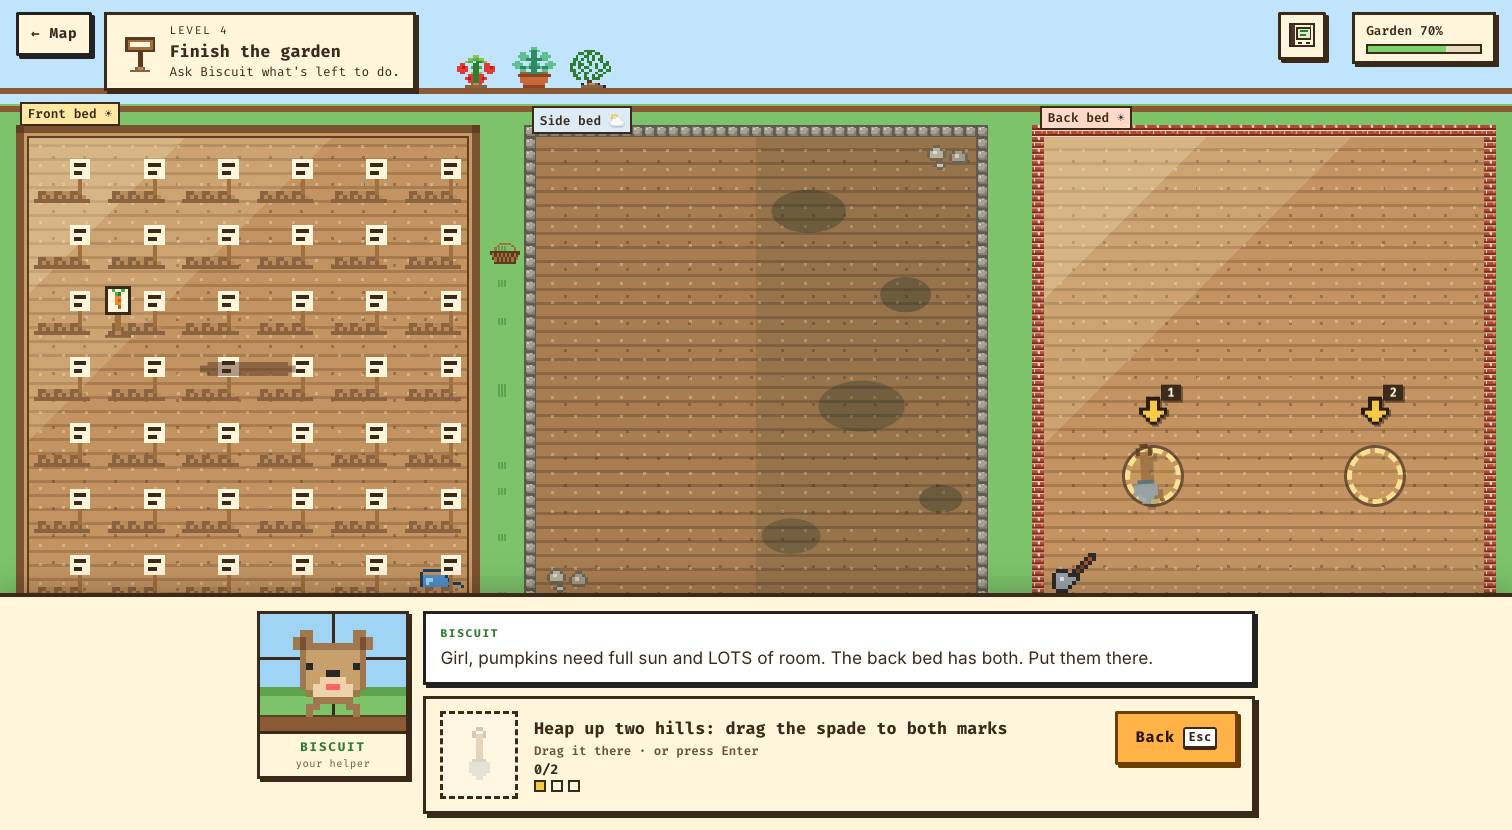 ← Map
LEVEL 4
Finish the garden
Ask Biscuit what's left to do.
Garden 70%
Front bed ☀
Side bed ⛅
Back bed ☀
1
2
BISCUIT
your helper
BISCUIT
Girl, pumpkins need full sun and LOTS of room. The back bed has both. Put them there.
Heap up two hills: drag the spade to both marks
Drag it there · or press Enter
0/2
Back Esc